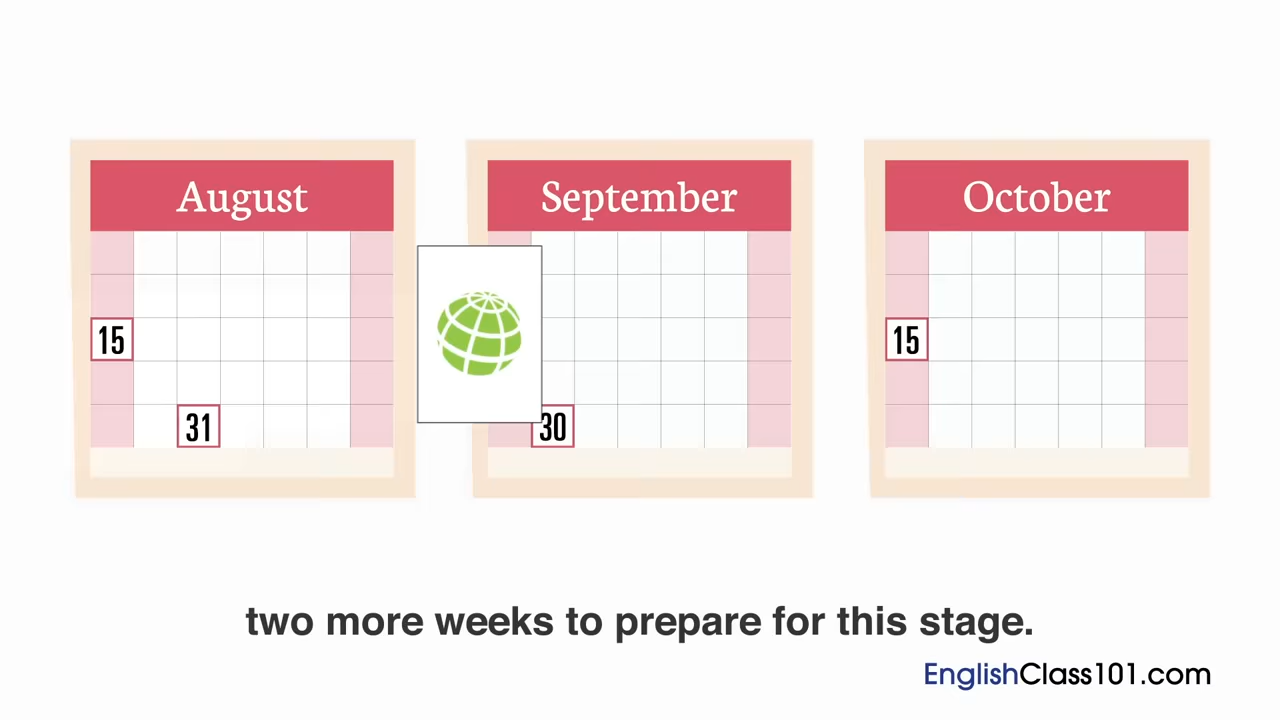 August September October
15 15
31 30
two more weeks to prepare for this stage.
EnglishClass101.com